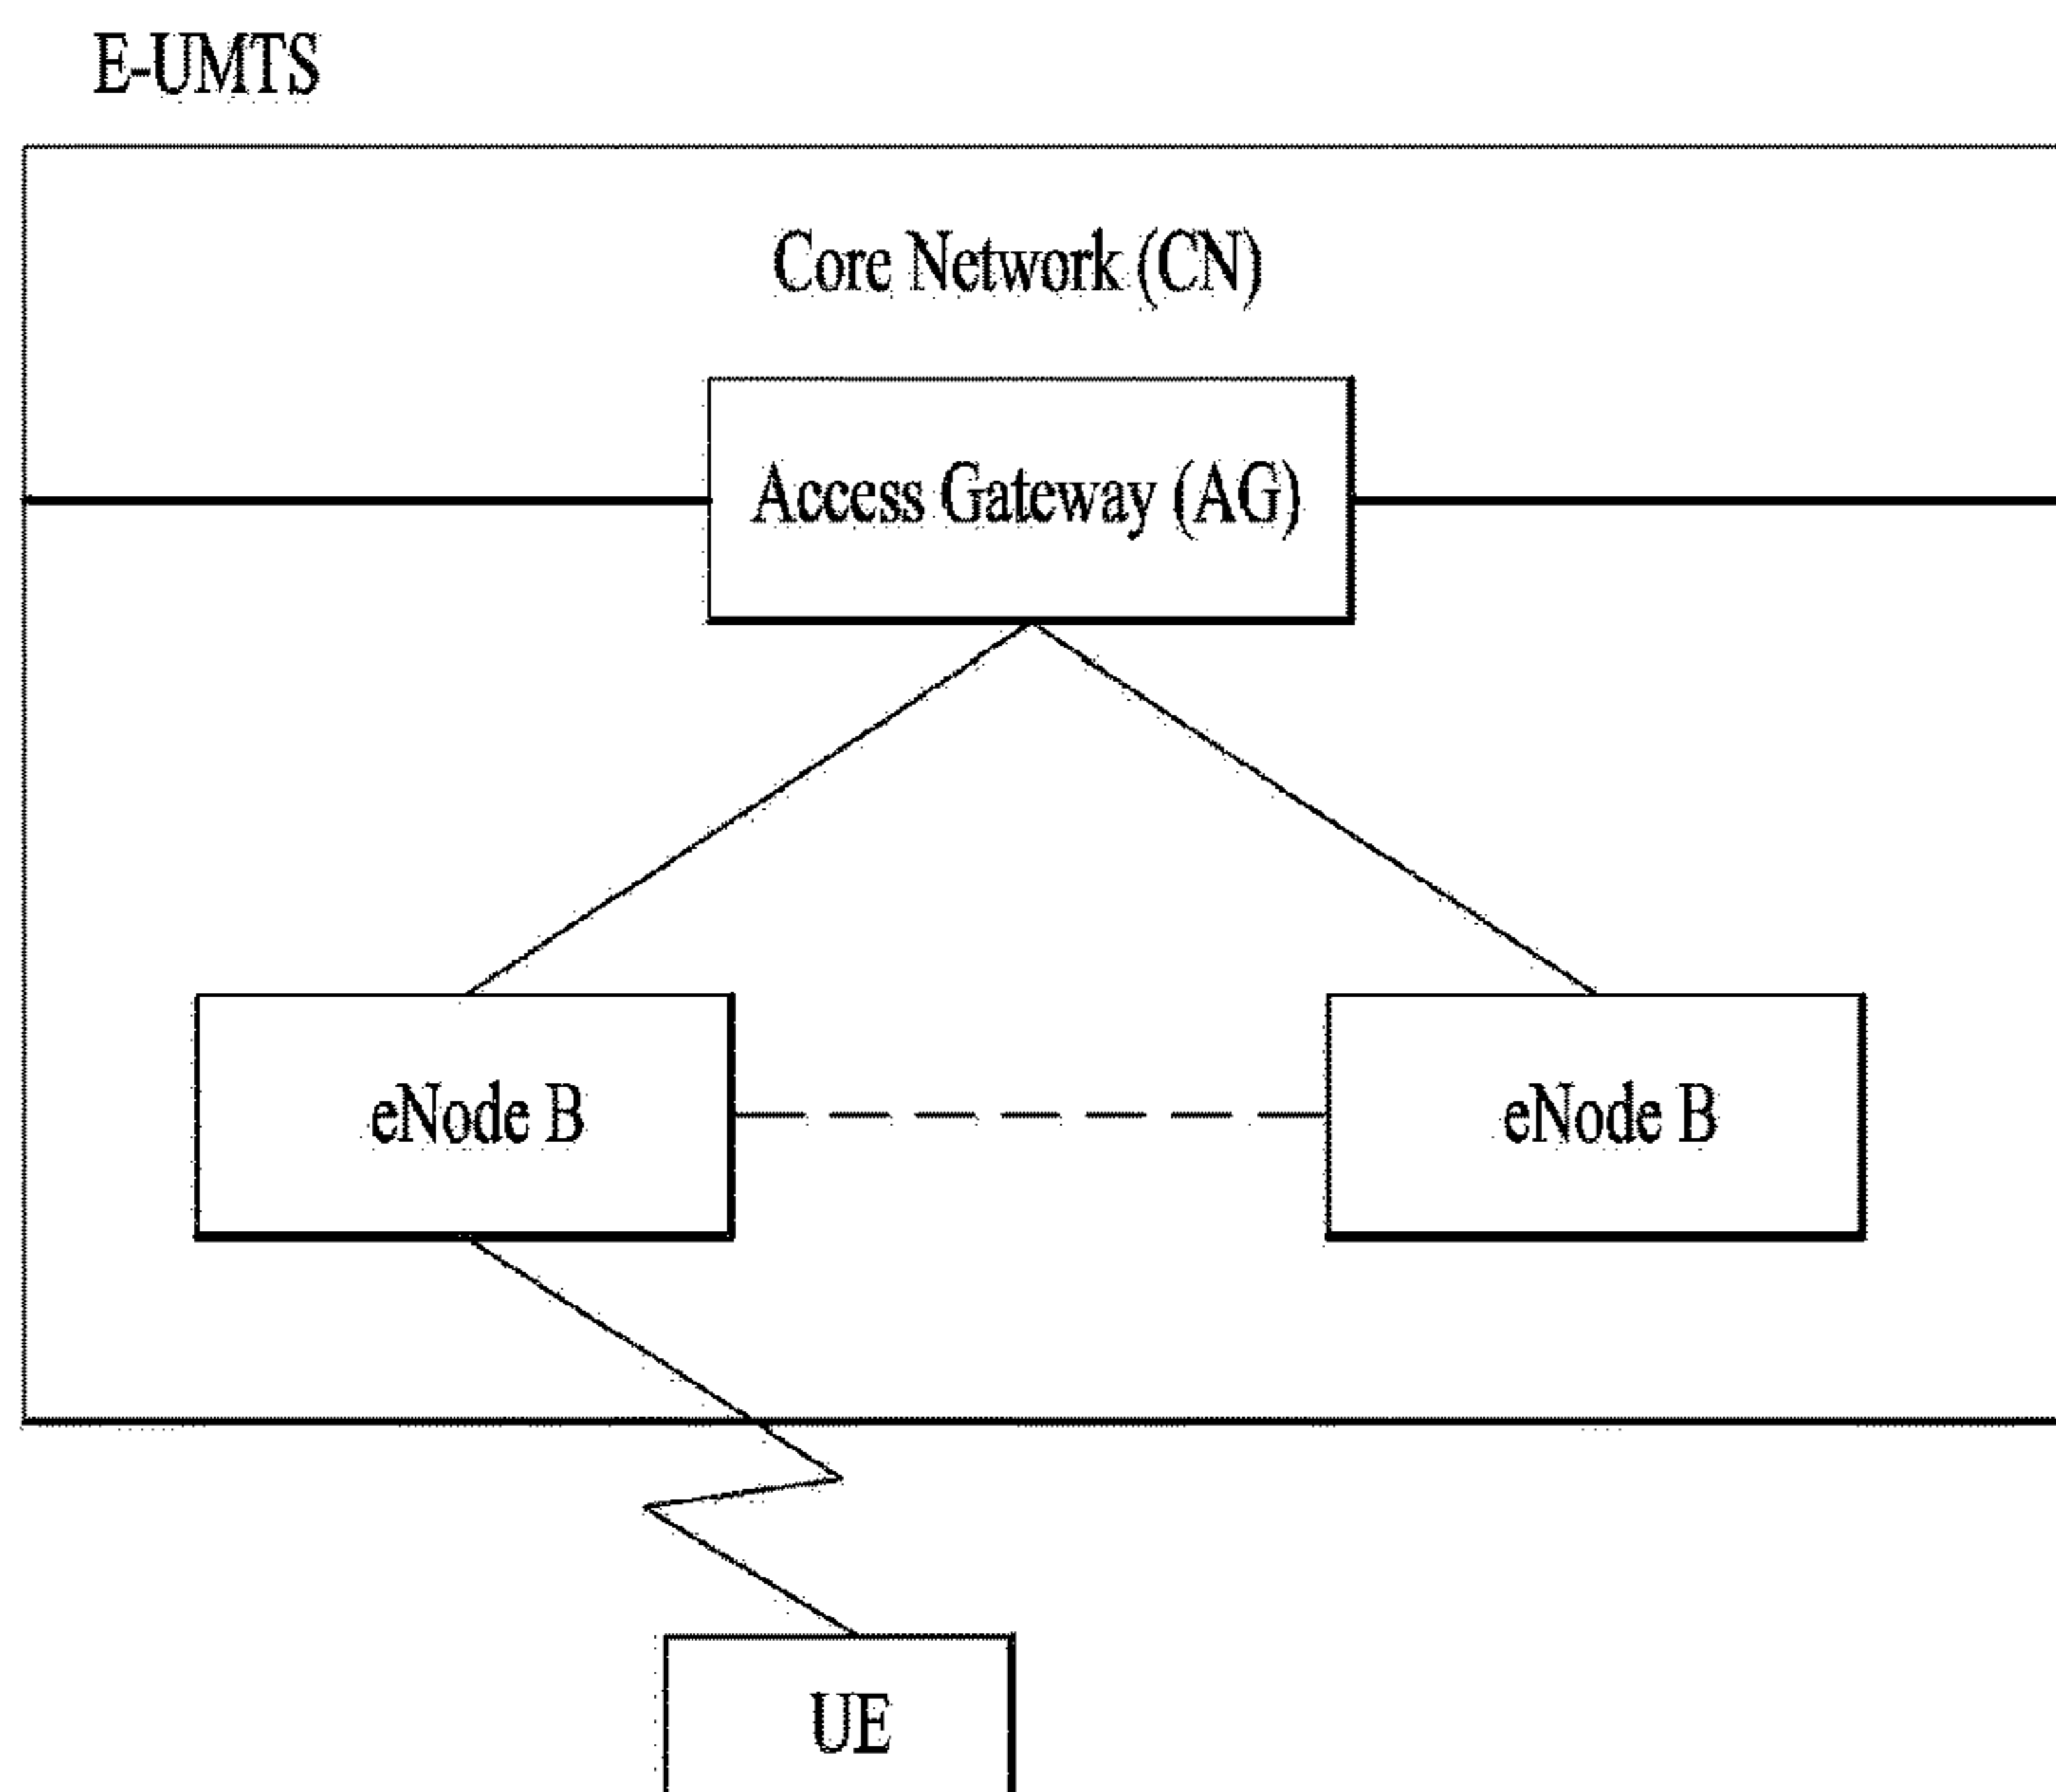 E-UMTS
Core Network (CN)
Access Gateway (AG)
eNode B
eNode B
UE